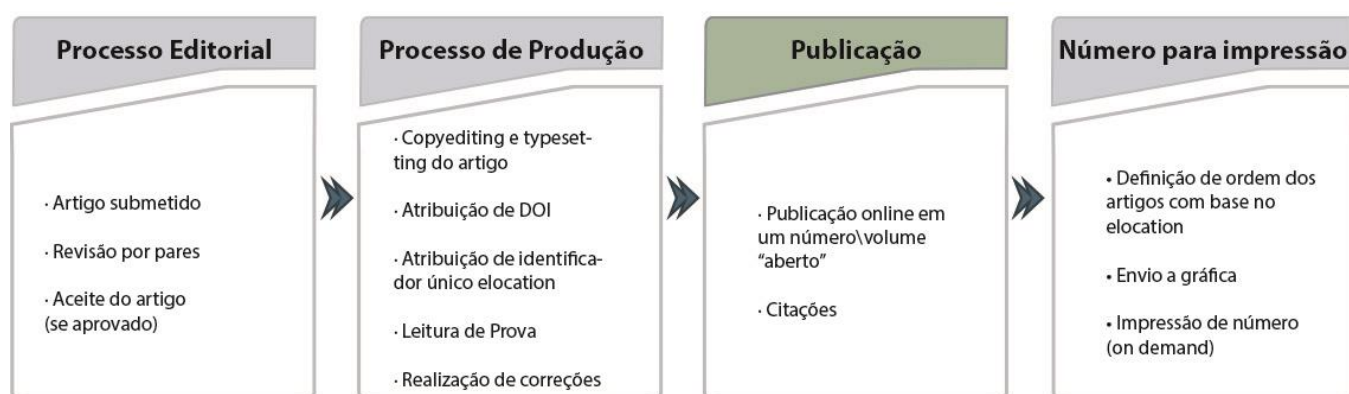 Processo Editorial
· Artigo submetido
· Revisão por pares
· Aceite do artigo
(se aprovado)
Processo de Produção
· Copyediting e typeset-
ting do artigo
· Atribuição de DOI
· Atribuição de identifica-
dor único elocation
· Leitura de Prova
· Realização de correções
Publicação
· Publicação online em
um número\volume
“aberto”
· Citações
Número para impressão
• Definição de ordem dos
artigos com base no
elocation
• Envio a gráfica
• Impressão de número
(on demand)